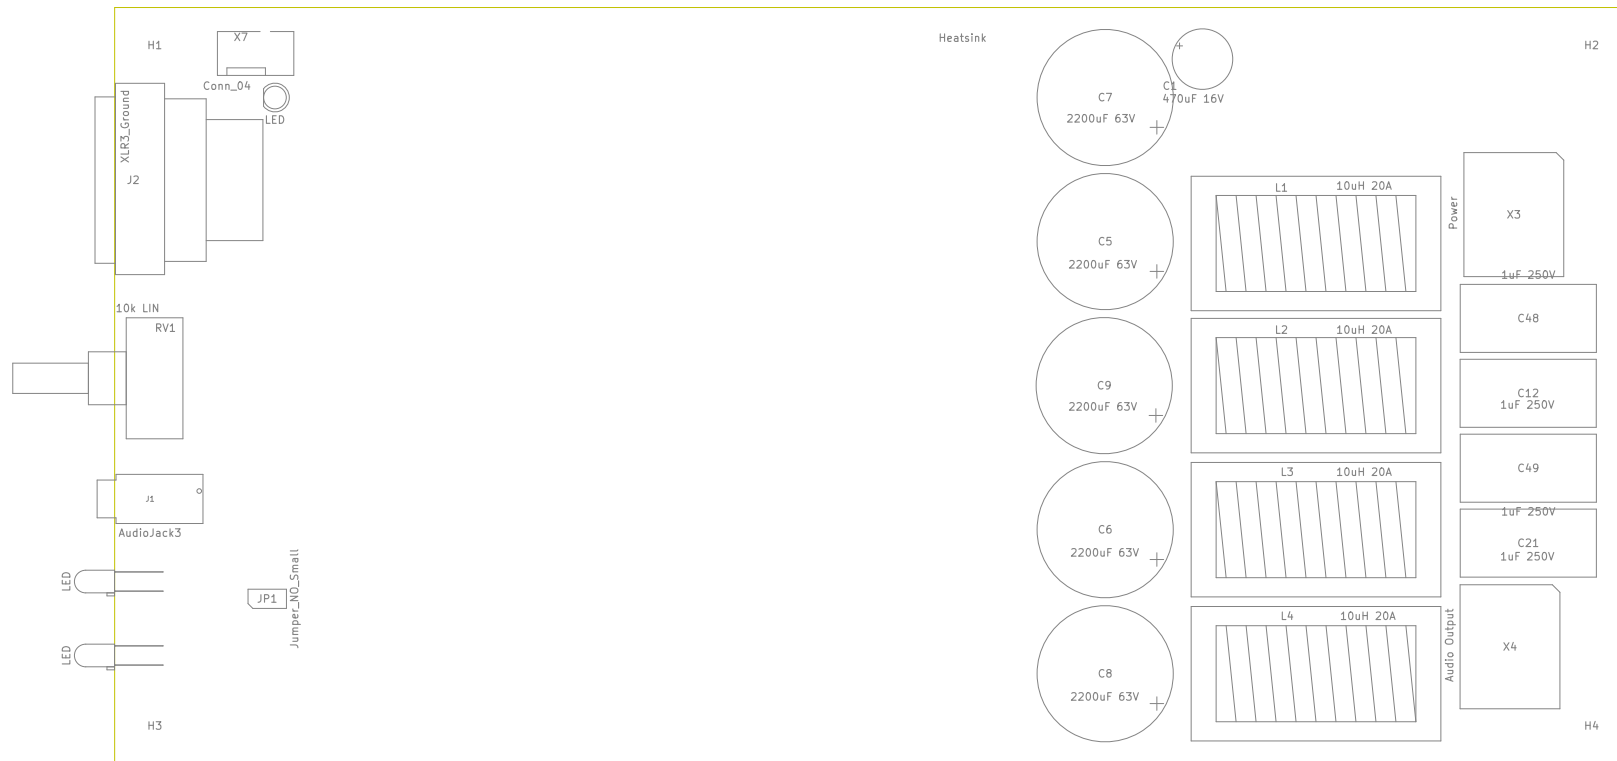 H1
X7
Conn_04
LED
XLR3_Ground
J2
10k LIN
RV1
J1
AudioJack3
LED
JP1
Jumper_NO_Small
LED
H3
Heatsink
C7
2200uF 63V
C1
470uF 16V
H2
C5
2200uF 63V
C9
2200uF 63V
C6
2200uF 63V
C8
2200uF 63V
L1 10uH 20A
L2 10uH 20A
L3 10uH 20A
L4 10uH 20A
Power
X3
1uF 250V
C48
C12
1uF 250V
C49
1uF 250V
C21
1uF 250V
Audio Output
X4
H4